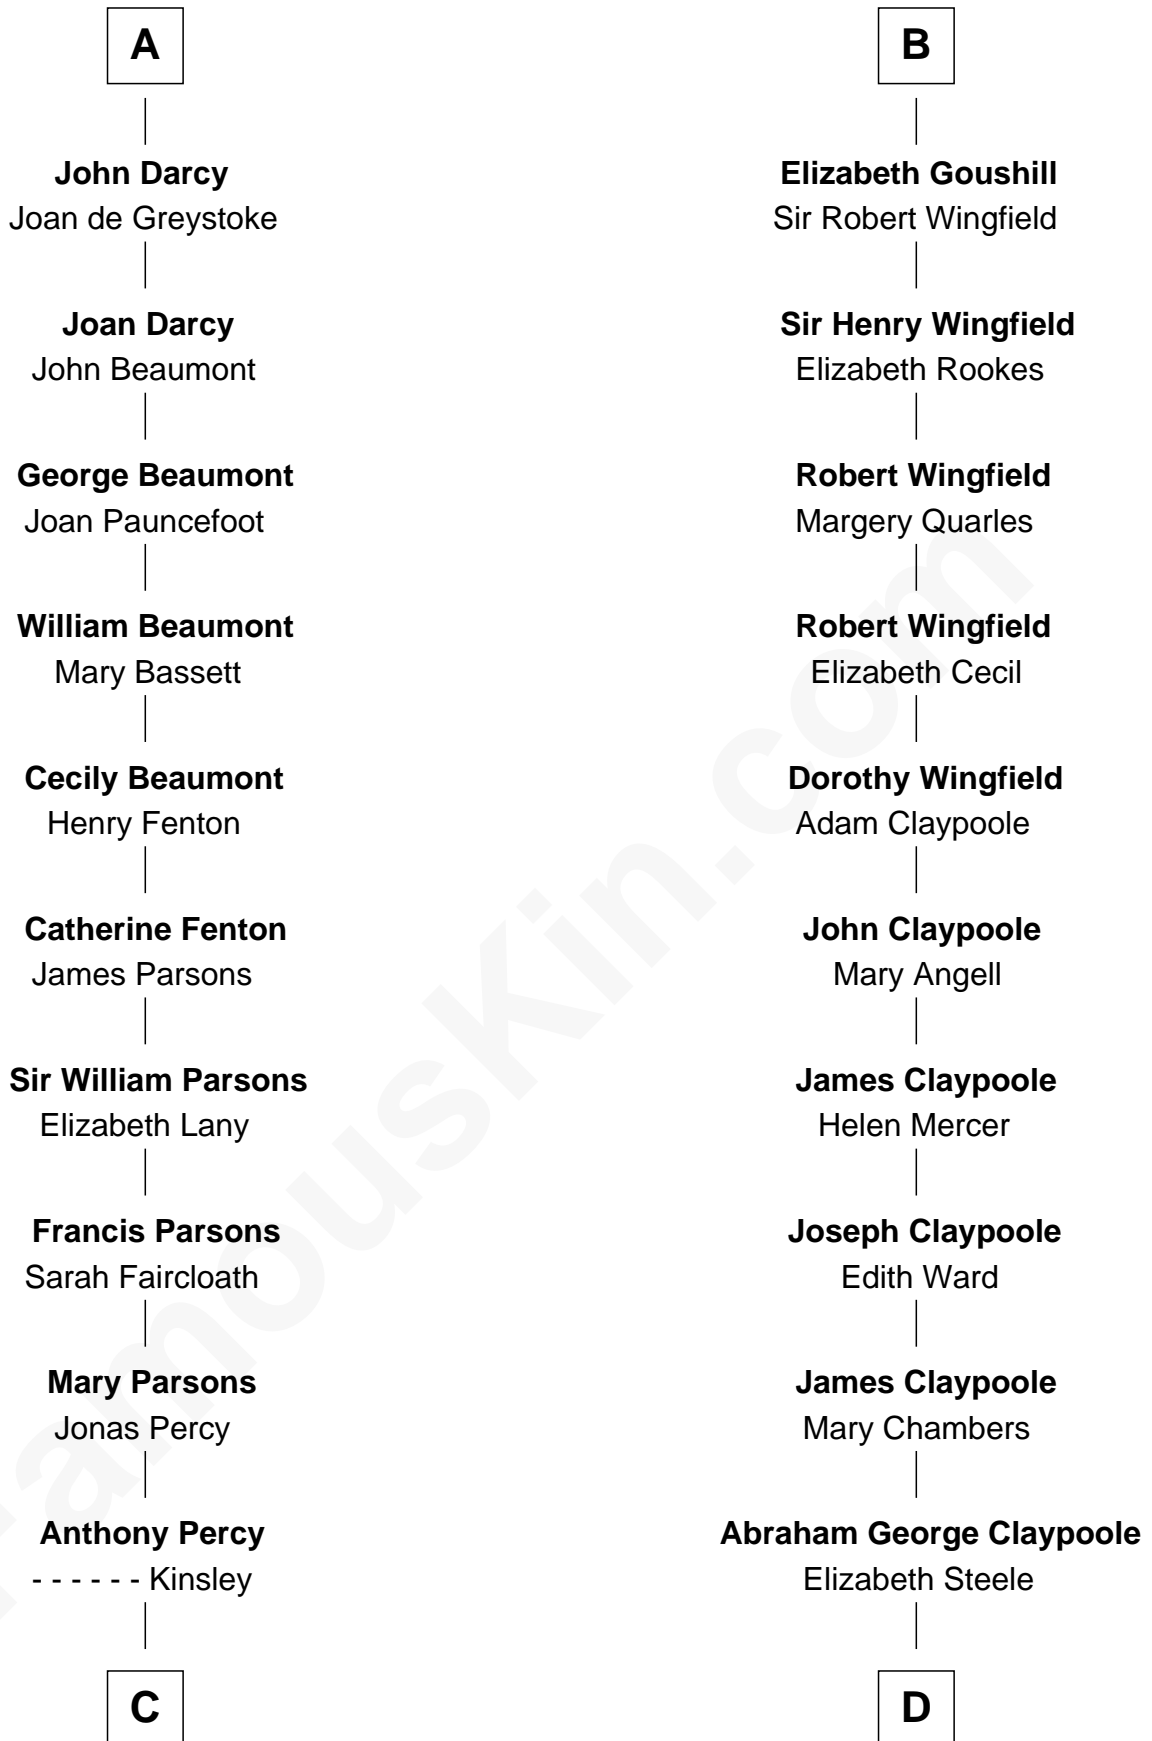 A
John Darcy
Joan de Greystoke
Joan Darcy
John Beaumont
George Beaumont
Joan Pauncefoot
William Beaumont
Mary Bassett
Cecily Beaumont
Henry Fenton
Catherine Fenton
James Parsons
Sir William Parsons
Elizabeth Lany
Francis Parsons
Sarah Faircloath
Mary Parsons
Jonas Percy
Anthony Percy
- - - - - - Kinsley
C
B
Elizabeth Goushill
Sir Robert Wingfield
Sir Henry Wingfield
Elizabeth Rookes
Robert Wingfield
Margery Quarles
Robert Wingfield
Elizabeth Cecil
Dorothy Wingfield
Adam Claypoole
John Claypoole
Mary Angell
James Claypoole
Helen Mercer
Joseph Claypoole
Edith Ward
James Claypoole
Mary Chambers
Abraham George Claypoole
Elizabeth Steele
D
FamousKin.com